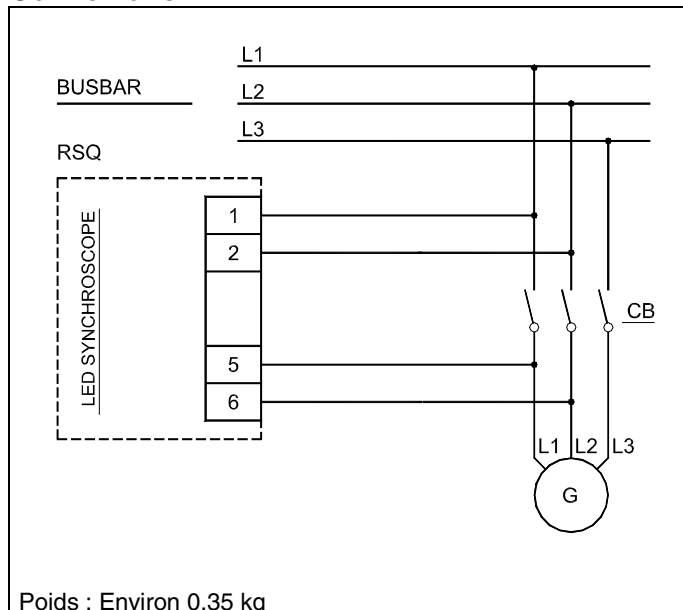 L1
BUSBAR
L2
L3
RSQ
LED SYNCHROSCOPE
1
2
5
6
CB
L1 L2 L3
G
Poids : Environ 0.35 kg